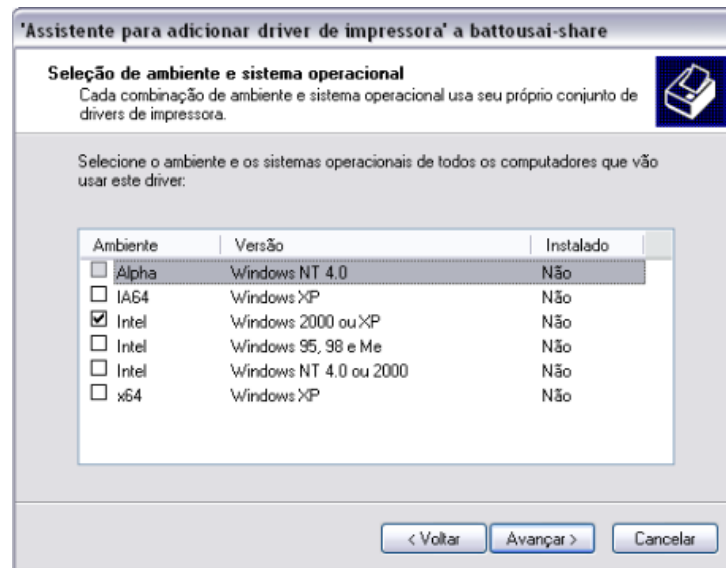 'Assistente para adicionar driver de impressora' a battousai-share
Seleção de ambiente e sistema operacional
Cada combinação de ambiente e sistema operacional usa seu próprio conjunto de
drivers de impressora.
Selecione o ambiente e os sistemas operacionais de todos os computadores que vão
usar este driver:
Ambiente Versão Instalado
Alpha Windows NT 4.0 Não
IA64 Windows XP Não
Intel Windows 2000 ou XP Não
Intel Windows 95, 98 e Me Não
Intel Windows NT 4.0 ou 2000 Não
x64 Windows XP Não
< Voltar Avançar > Cancelar